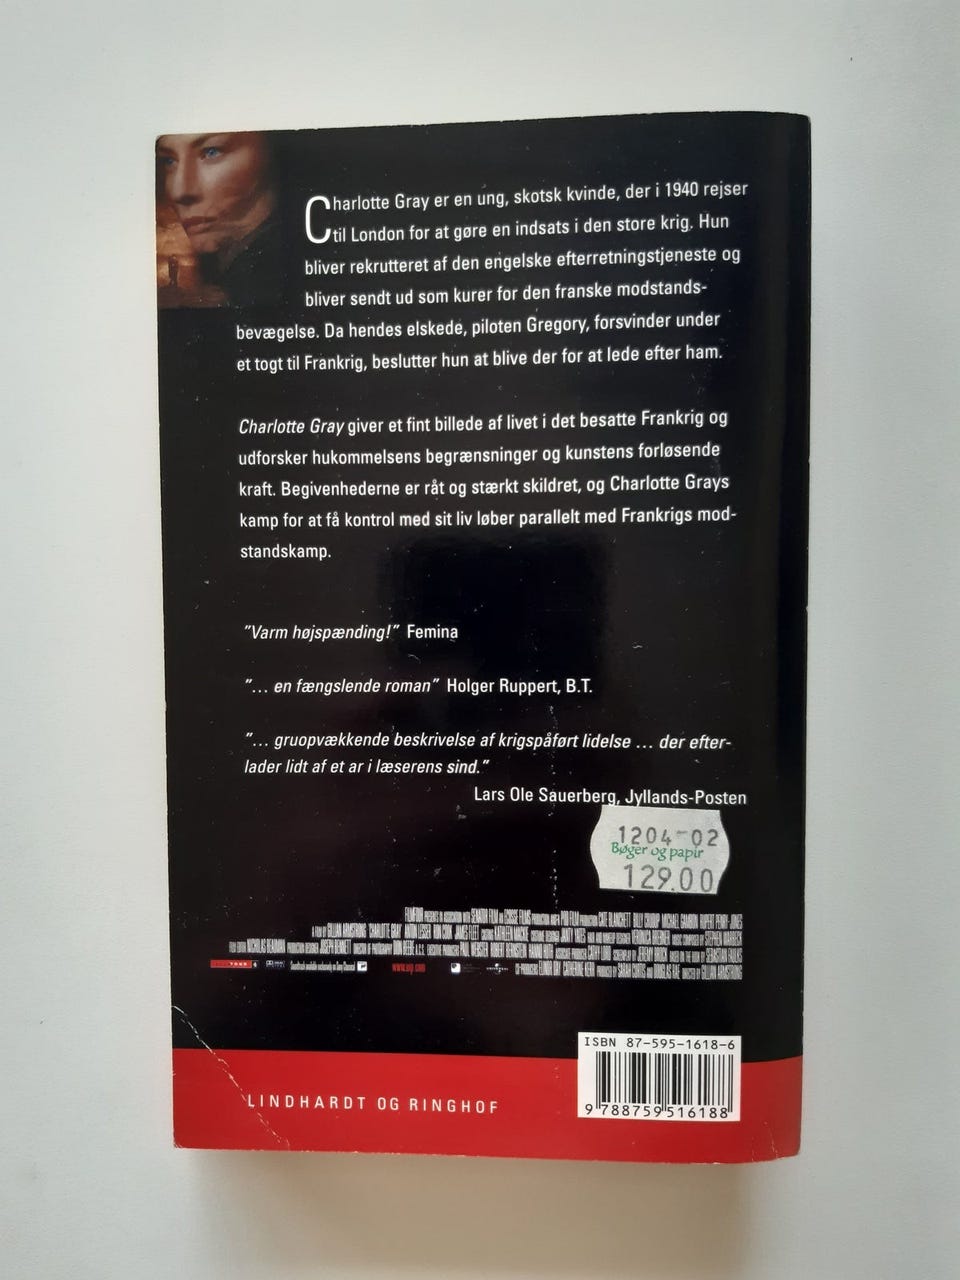 Charlotte Gray er en ung, skotsk kvinde, der i 1940 rejser
til London for at gøre en indsats i den store krig. Hun
bliver rekrutteret af den engelske efterretningstjeneste og
bliver sendt ud som kurer for den franske modstands-
bevægelse. Da hendes elskede, piloten Gregory, forsvinder under
et togt til Frankrig, beslutter hun at blive der for at lede efter ham.
Charlotte Gray giver et fint billede af livet i det besatte Frankrig og
udforsker hukommelsens begrænsninger og kunstens forløsende
kraft. Begivenhederne er råt og stærkt skildret, og Charlotte Grays
kamp for at få kontrol med sit liv løber parallelt med Frankrigs mod-
standskamp.
"Varm højspænding!" Femina
"... en fængslende roman" Holger Ruppert, B.T.
"... gruopvækkende beskrivelse af krigspåført lidelse ... der efter-
lader lidt af et ar i læserens sind."
Lars Ole Sauerberg, Jyllands-Posten
1204-02
Bøger og papir
129.00
ISBN 87-595-1618-6
9 788759 516188
LINDHARDT OG RINGHOF